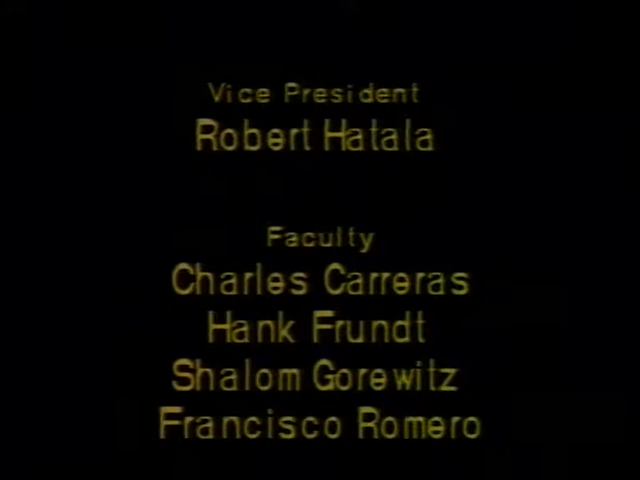 Vice President
Robert Hatala
Faculty
Charles Carreras
Hank Frundt
Shalom Gorewitz
Francisco Romero